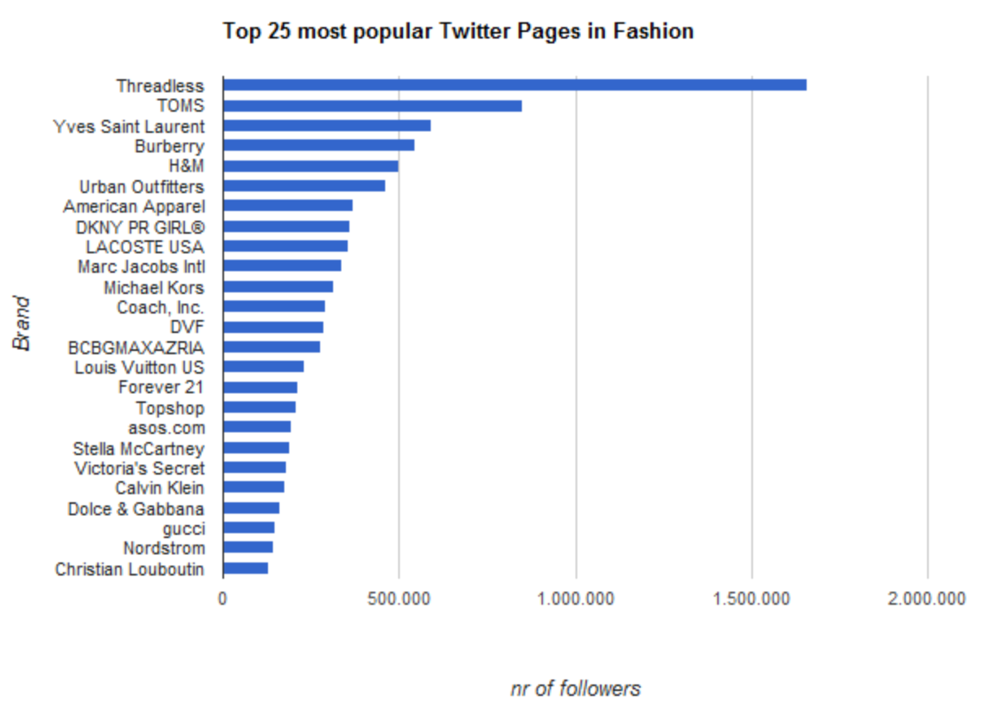 Top 25 most popular Twitter Pages in Fashion
Brand
Threadless
TOMS
Yves Saint Laurent
Burberry
H&M
Urban Outfitters
American Apparel
DKNY PR GIRL®
LACOSTE USA
Marc Jacobs Intl
Michael Kors
Coach, Inc.
DVF
BCBGMAXAZRIA
Louis Vuitton US
Forever 21
Topshop
asos.com
Stella McCartney
Victoria's Secret
Calvin Klein
Dolce & Gabbana
gucci
Nordstrom
Christian Louboutin
0 500.000 1.000.000 1.500.000 2.000.000
nr of followers